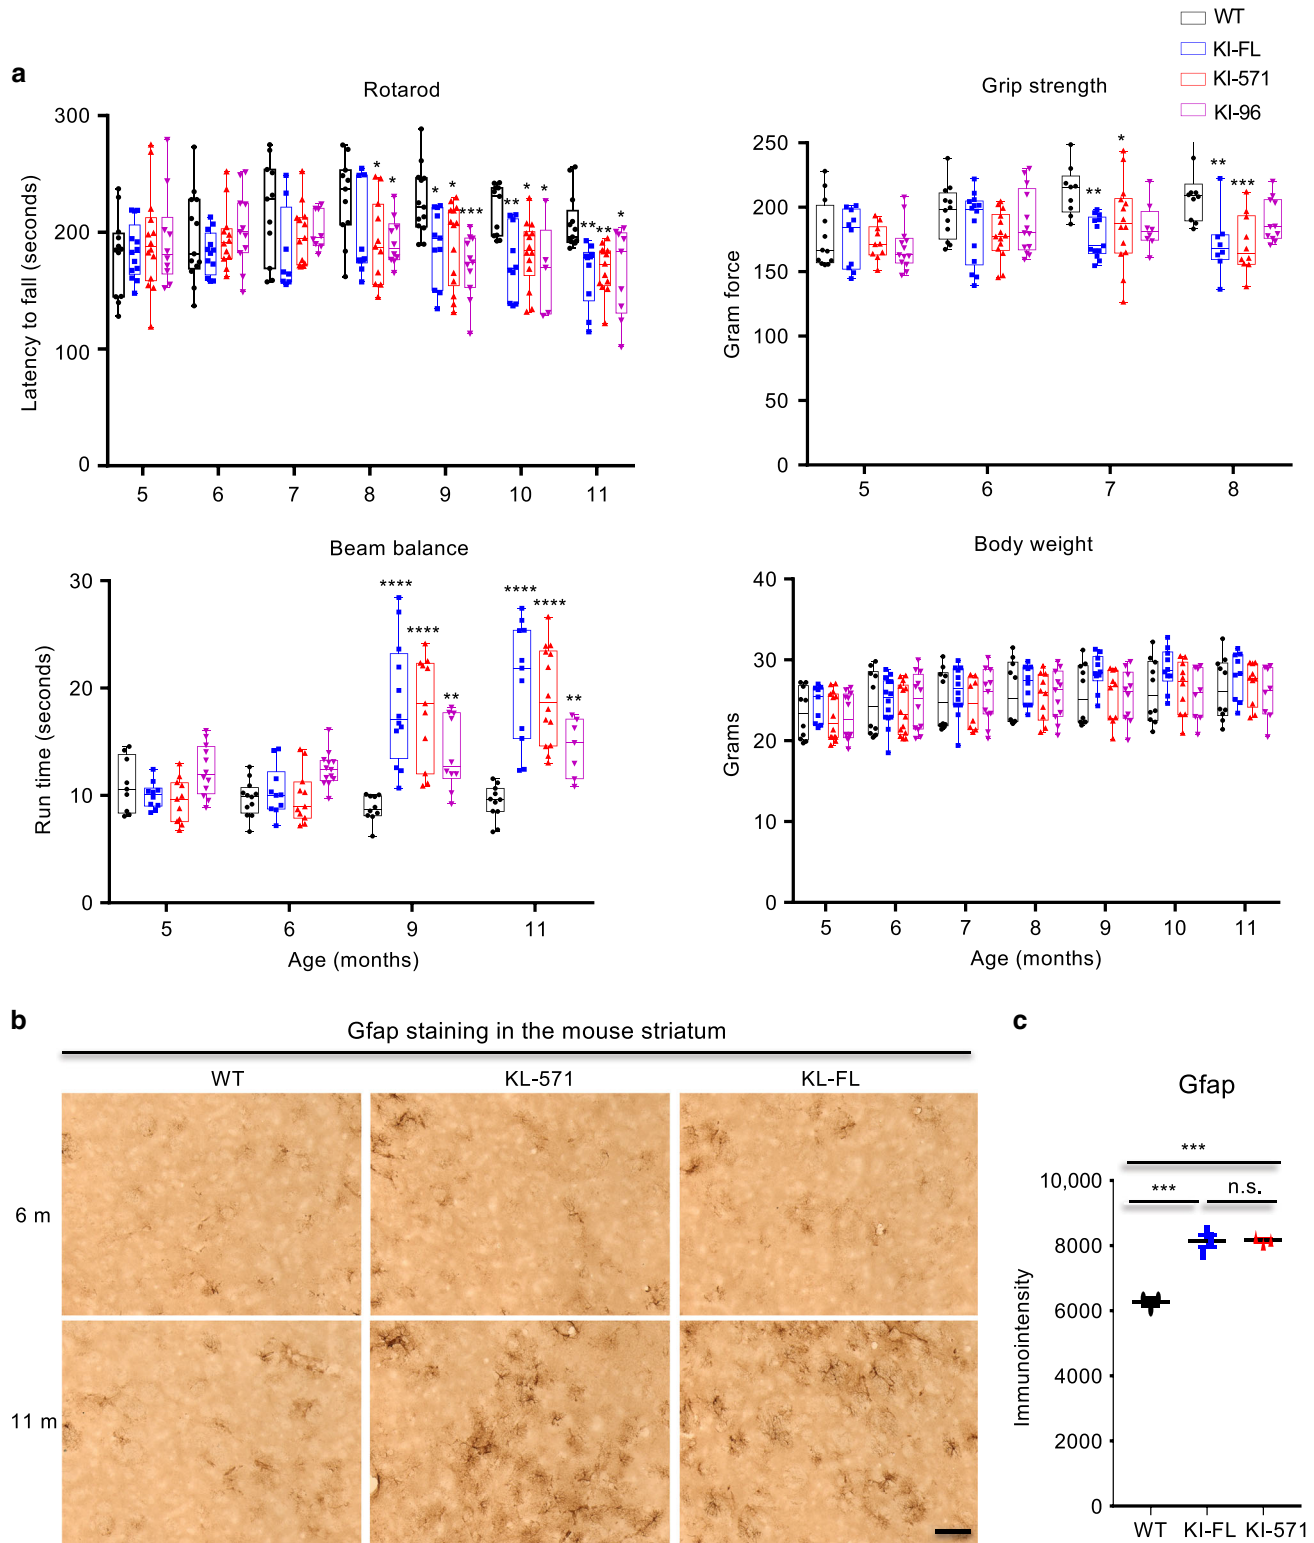 WT
KI-FL
KI-571
KI-96
a
Rotarod
Latency to fall (seconds)
300
200
100
0
5 6 7 8 9 10 11
* * * * *** ** * * ** ** *
Grip strength
Gram force
250
200
150
100
50
0
5 6 7 8
** * ** ***
Beam balance
Run time (seconds)
30
20
10
0
**** **** ** **** **** **
5 6 9 11
Age (months)
Body weight
Grams
40
30
20
10
0
5 6 7 8 9 10 11
Age (months)
b
Gfap staining in the mouse striatum
WT KL-571 KL-FL
6 m
11 m
c
Gfap
***
*** n.s.
Immunointensity
10,000
8000
6000
4000
2000
0
WT KI-FL KI-571